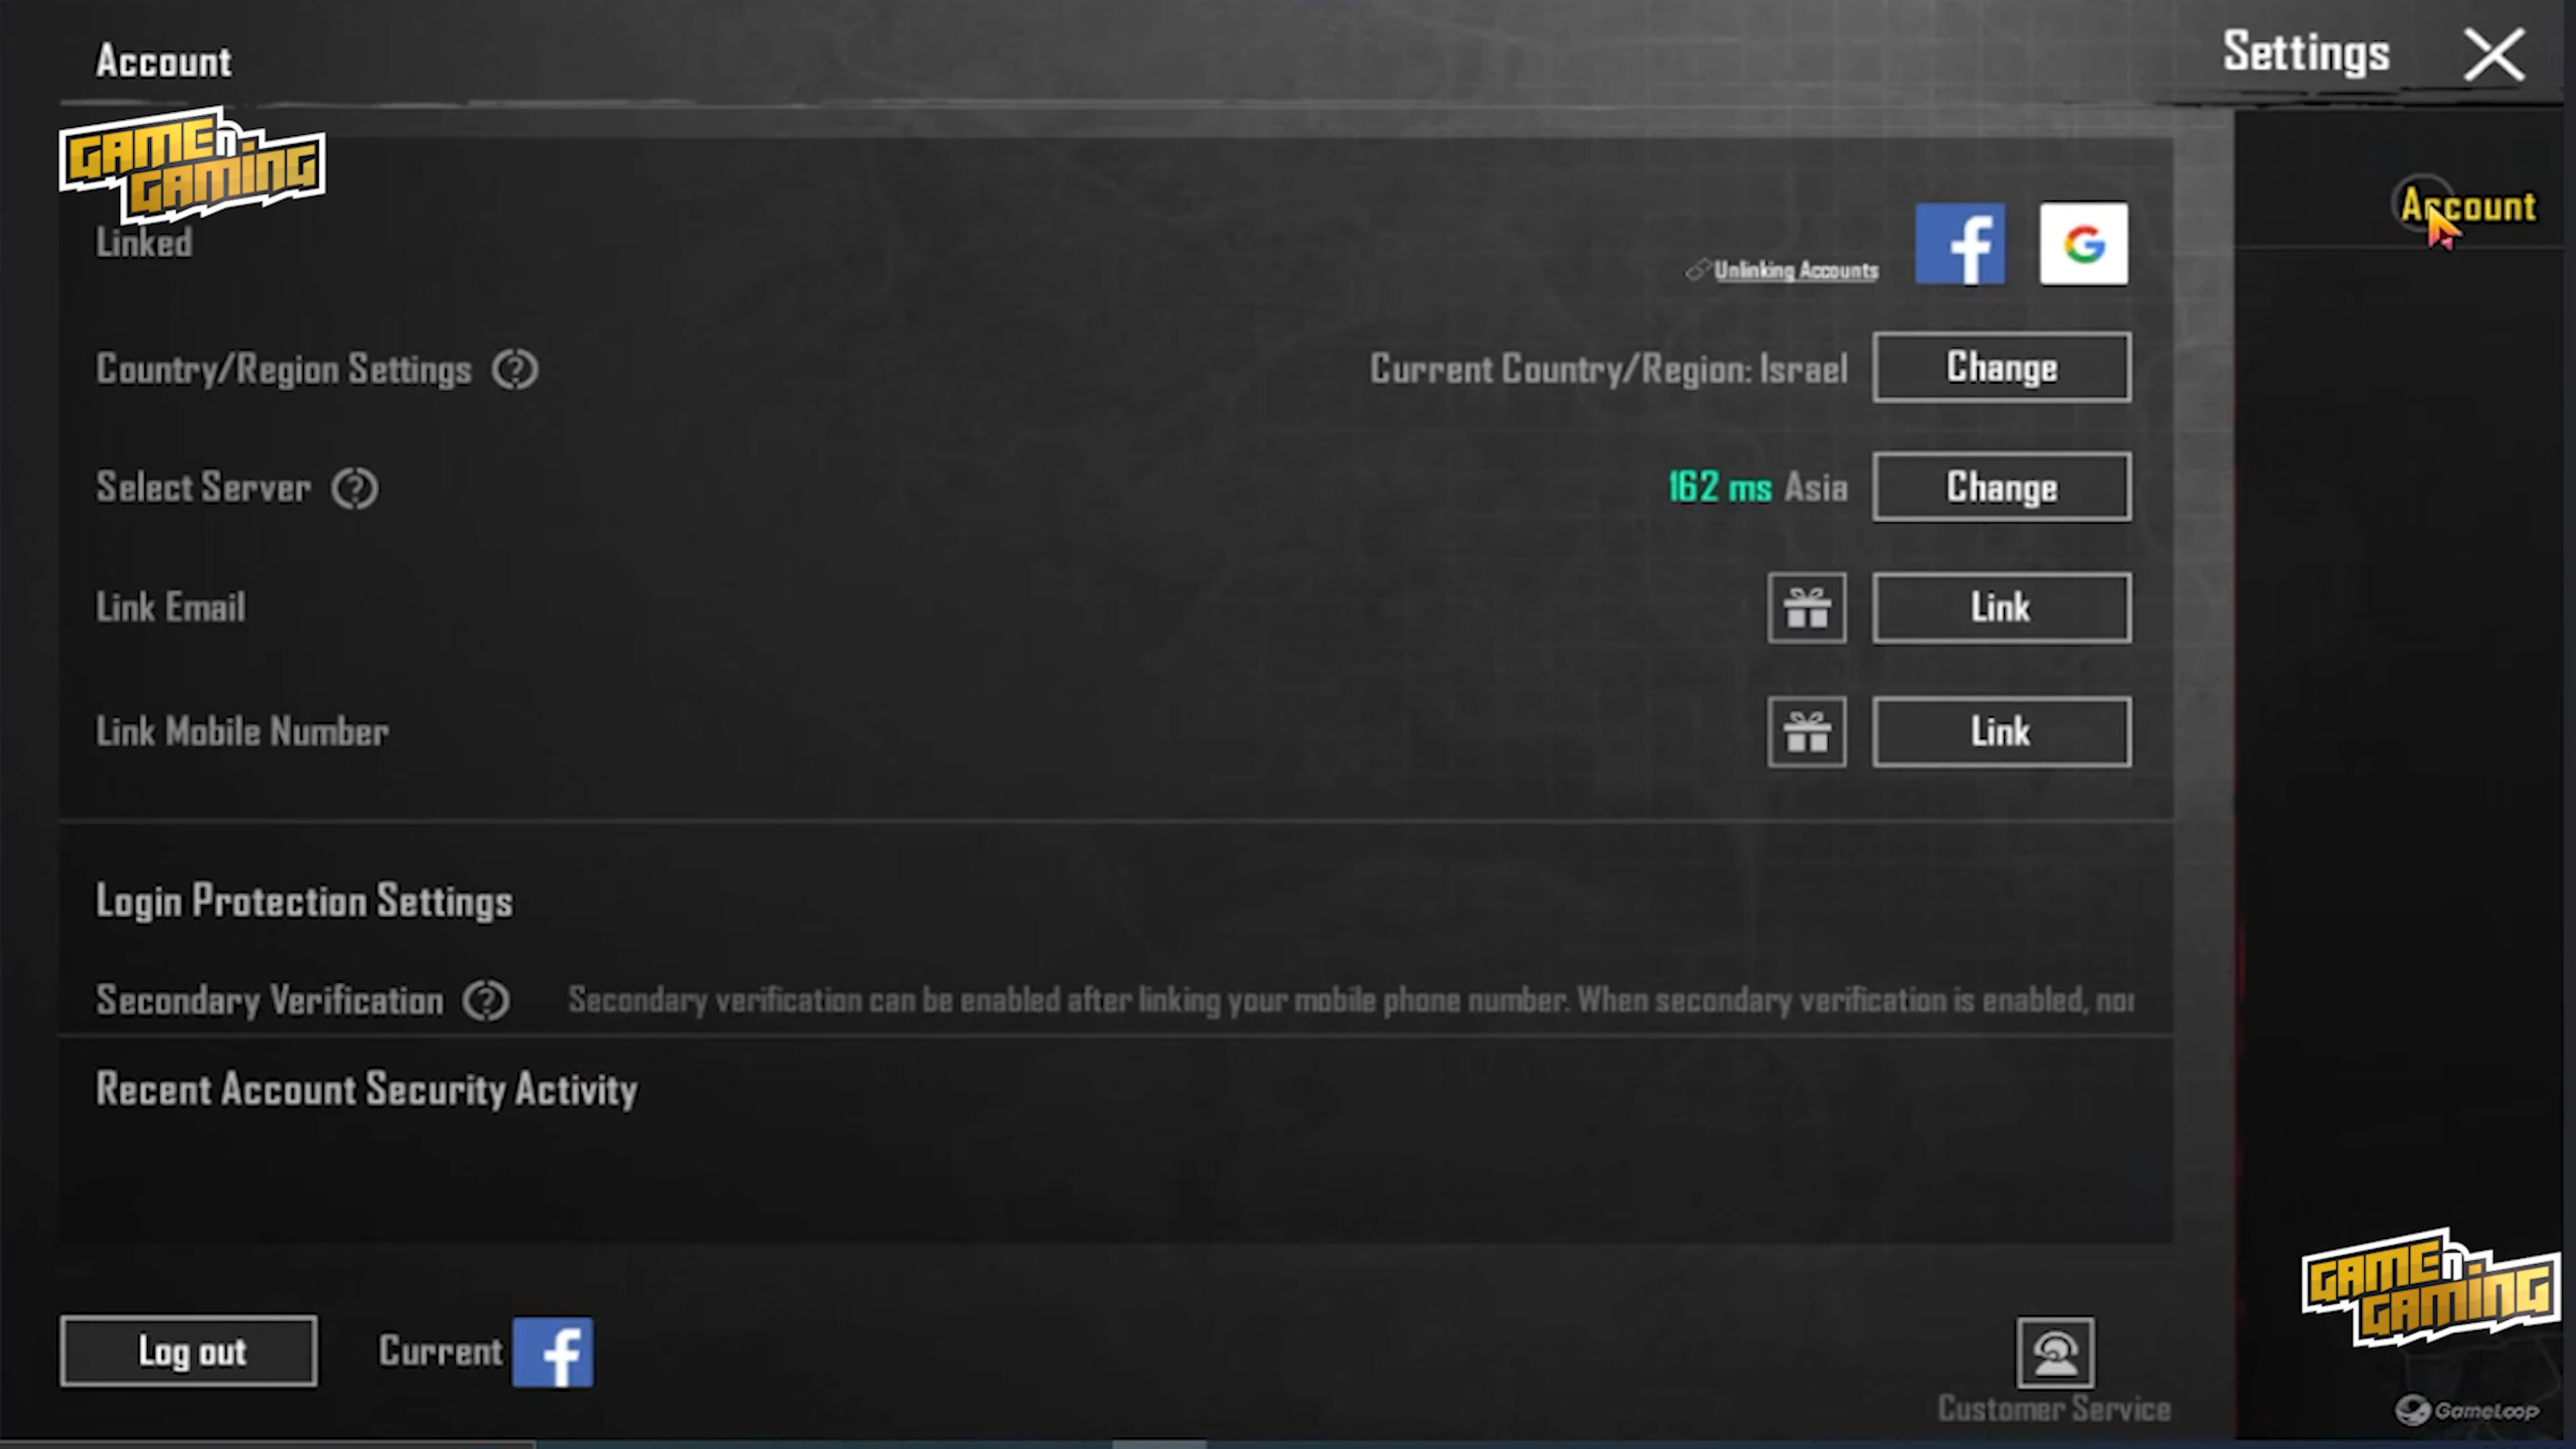 Account
Settings
GAME n
GAMING
Account
Linked
Unlinking Accounts
Country/Region Settings
Current Country/Region: Israel
Change
Select Server
162 ms Asia
Change
Link Email
Link
Link Mobile Number
Link
Login Protection Settings
Secondary Verification
Secondary verification can be enabled after linking your mobile phone number. When secondary verification is enabled, nor
Recent Account Security Activity
GAME n
GAMING
Log out
Current
Customer Service
GameLoop